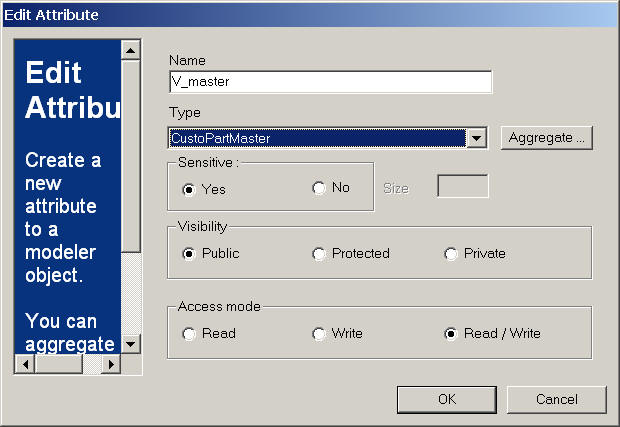 Edit Attribute
Edit
Attribu
Create a
new
attribute
to a
modeler
object.
You can
aggregate
Name
V_master
Type
CustoPartMaster
Aggregate ...
Sensitive :
Yes No Size
Visibility
Public Protected Private
Access mode
Read Write Read / Write
OK Cancel